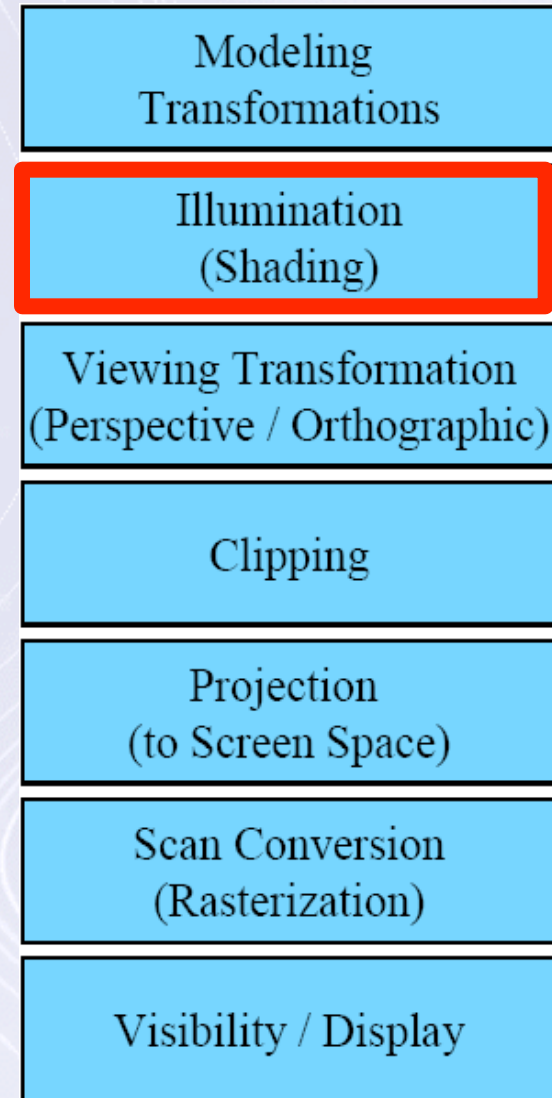 Modeling
Transformations
Illumination
(Shading)
Viewing Transformation
(Perspective / Orthographic)
Clipping
Projection
(to Screen Space)
Scan Conversion
(Rasterization)
Visibility / Display